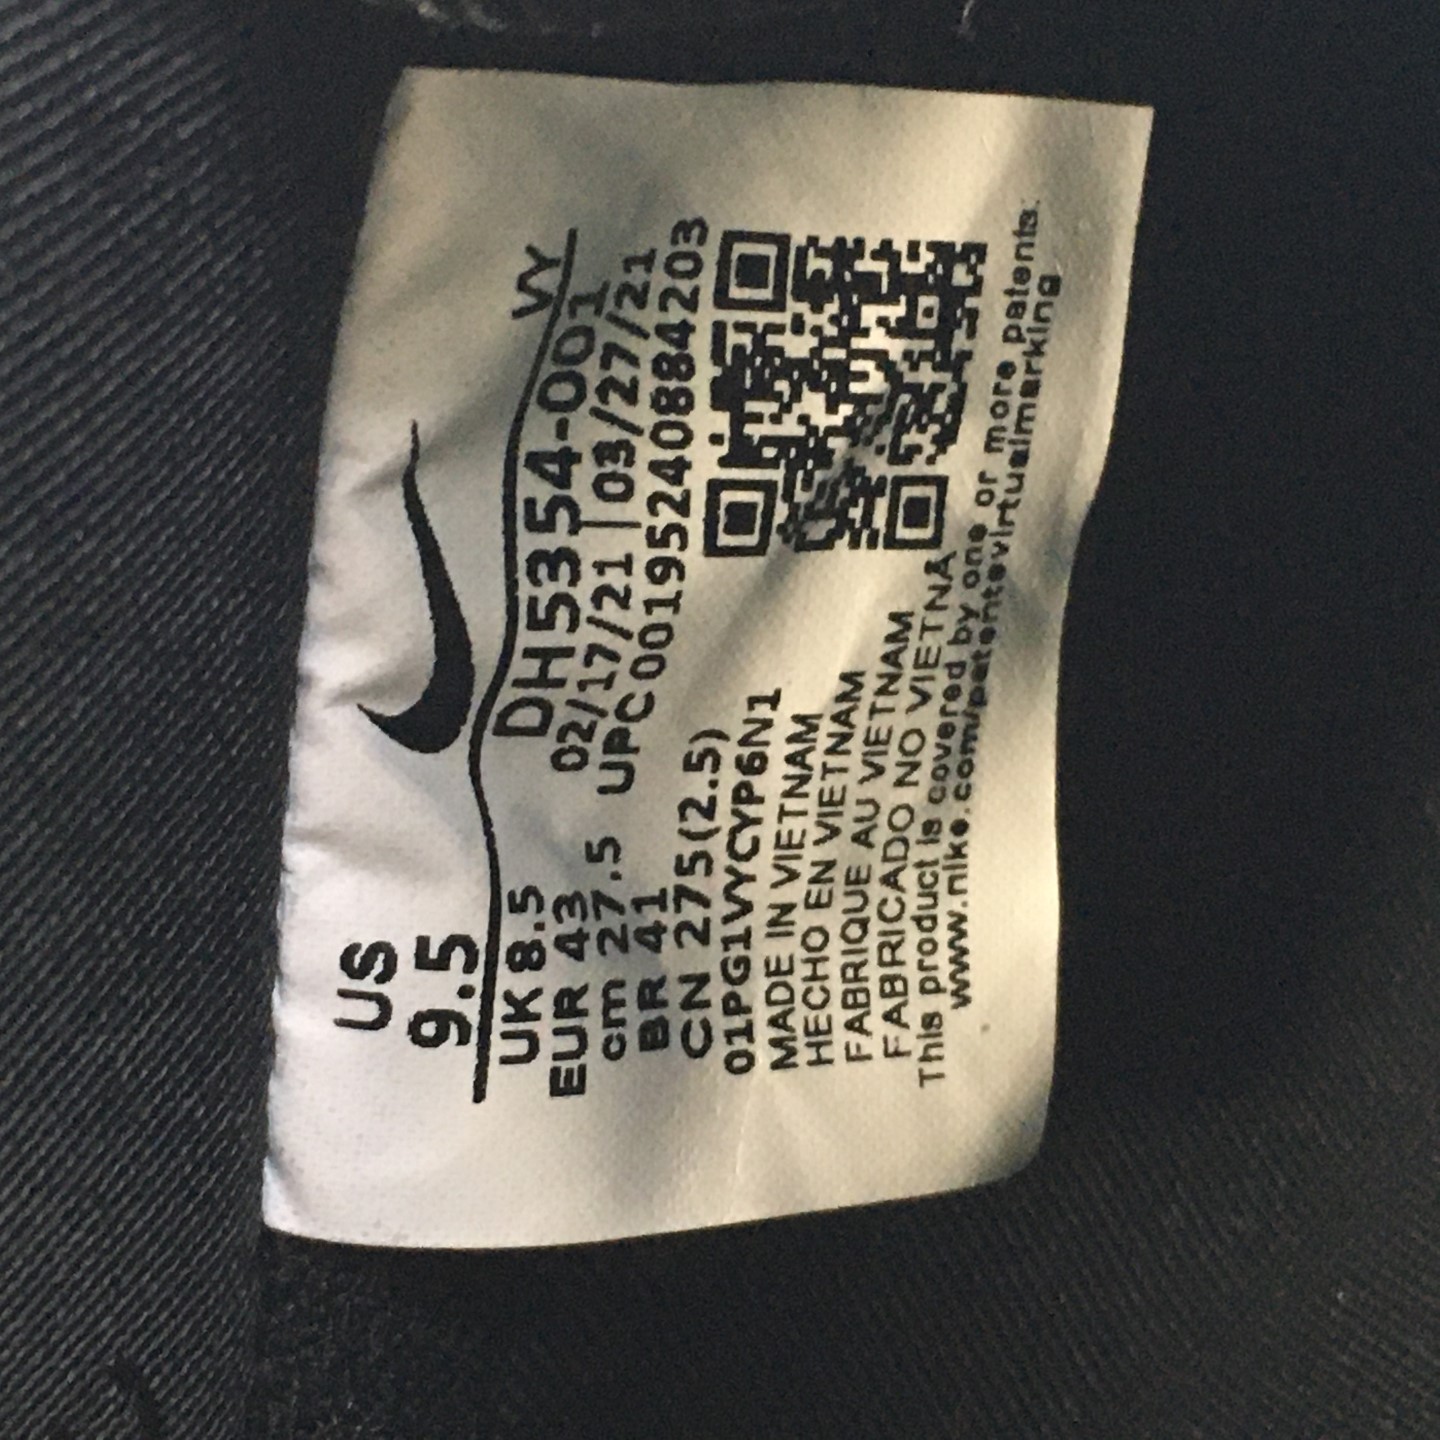 US
9.5
VY
UK 8.5
DH5354-001
EUR 43
02/17/21 | 03/27/21
cm 27.5
UPC 00195240884203
BR 41
CN 275(2.5)
01PG1VYCYP6N1
MADE IN VIETNAM
HECHO EN VIETNAM
FABRIQUE AU VIETNAM
FABRICADO NO VIETNÃ
This product is covered by one or more patents.
www.nike.com/patentsvirtualmarking